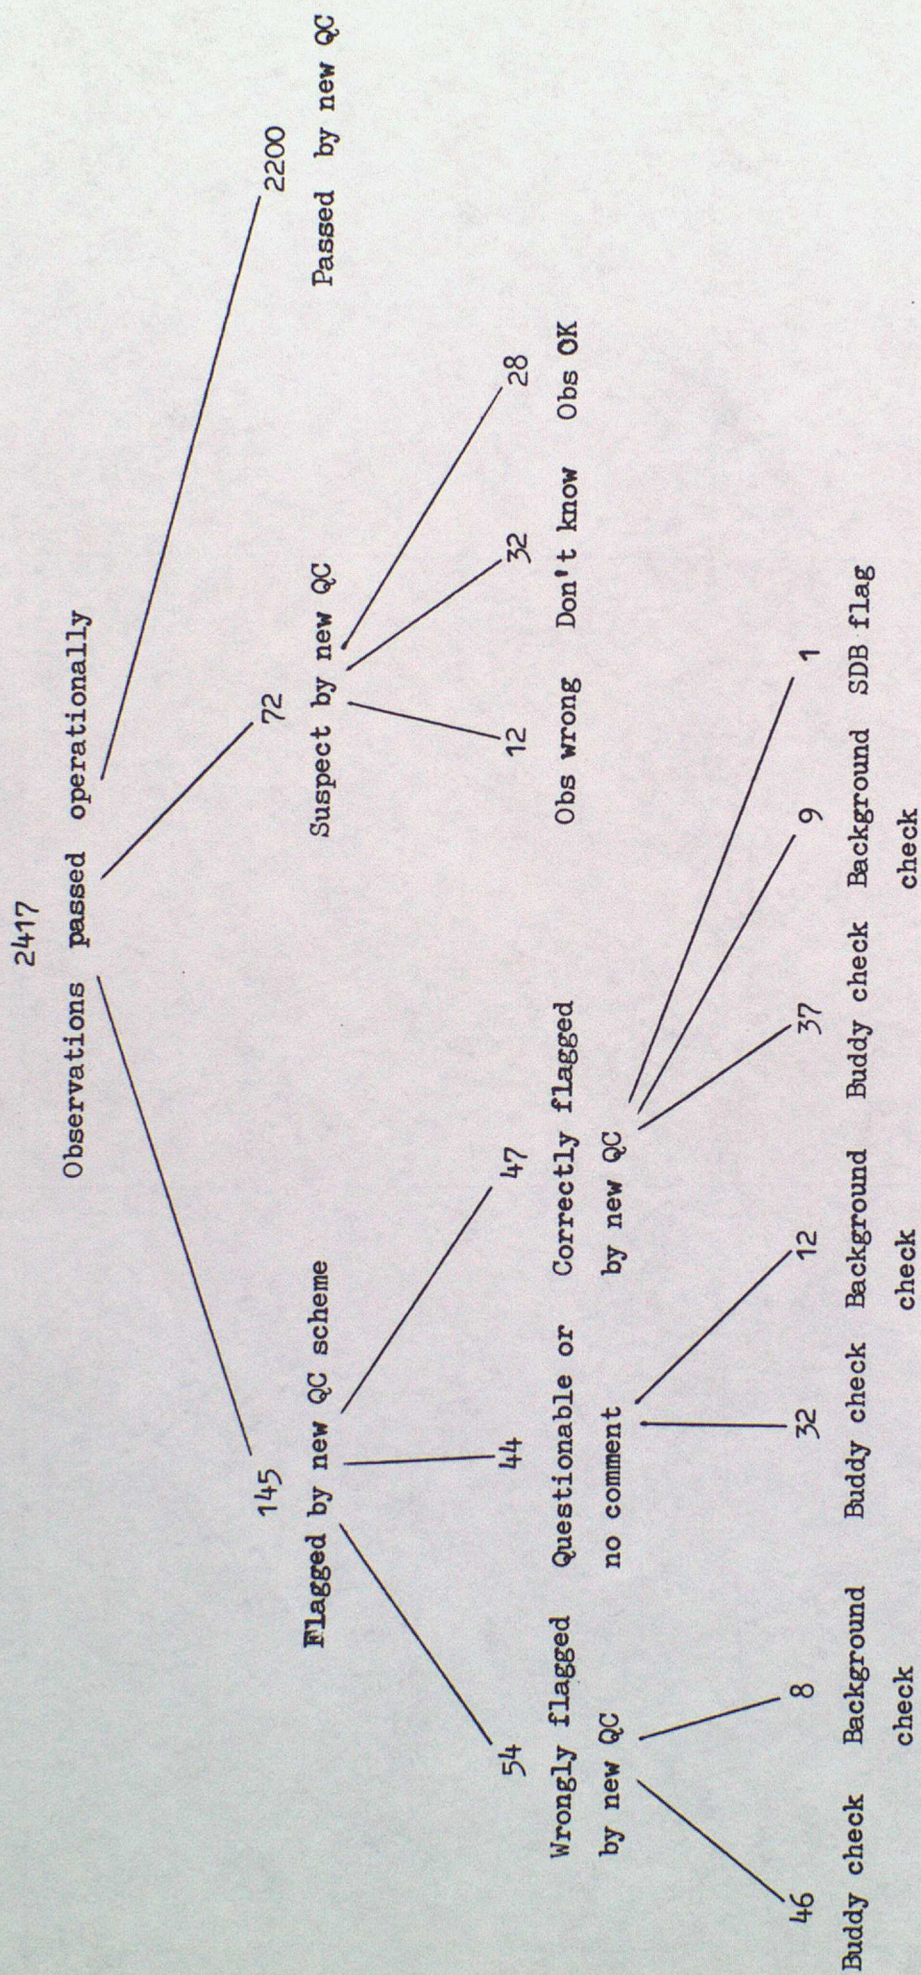 2417
Observations passed operationally
145 72 2200
Flagged by new QC scheme Suspect by new QC Passed by new QC
54 44 47 12 32 28
Wrongly flagged Questionable or Correctly flagged Obs wrong Don't know Obs OK
by new QC no comment by new QC
46 8 32 12 37 9 1
Buddy check Background Buddy check Background Buddy check Background SDB flag
check check check